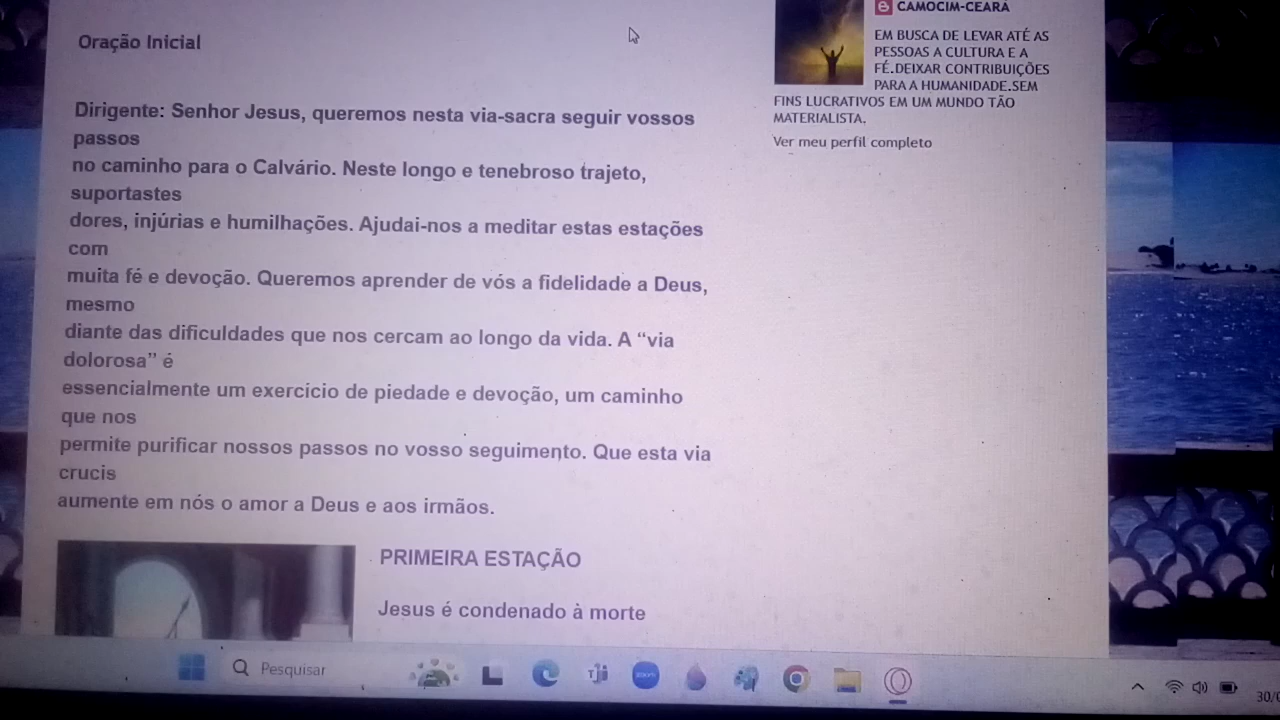 Oração Inicial
Dirigente: Senhor Jesus, queremos nesta via-sacra seguir vossos
passos
no caminho para o Calvário. Neste longo e tenebroso trajeto,
suportastes
dores, injúrias e humilhações. Ajudai-nos a meditar estas estações
com
muita fé e devoção. Queremos aprender de vós a fidelidade a Deus,
mesmo
diante das dificuldades que nos cercam ao longo da vida. A “via
dolorosa” é
essencialmente um exercício de piedade e devoção, um caminho
que nos
permite purificar nossos passos no vosso seguimento. Que esta via
crucis
aumente em nós o amor a Deus e aos irmãos.
PRIMEIRA ESTAÇÃO
Jesus é condenado à morte
CAMOCIM-CEARÁ
EM BUSCA DE LEVAR ATÉ AS
PESSOAS A CULTURA E A
FÉ.DEIXAR CONTRIBUIÇÕES
PARA A HUMANIDADE.SEM
FINS LUCRATIVOS EM UM MUNDO TÃO
MATERIALISTA.
Ver meu perfil completo
Pesquisar
zoom